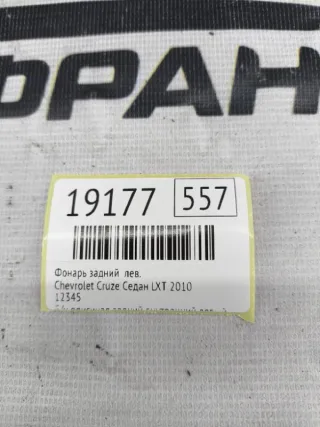 ФРАН
19177 557
Фонарь задний лев.
Chevrolet Cruze Седан LXT 2010
12345